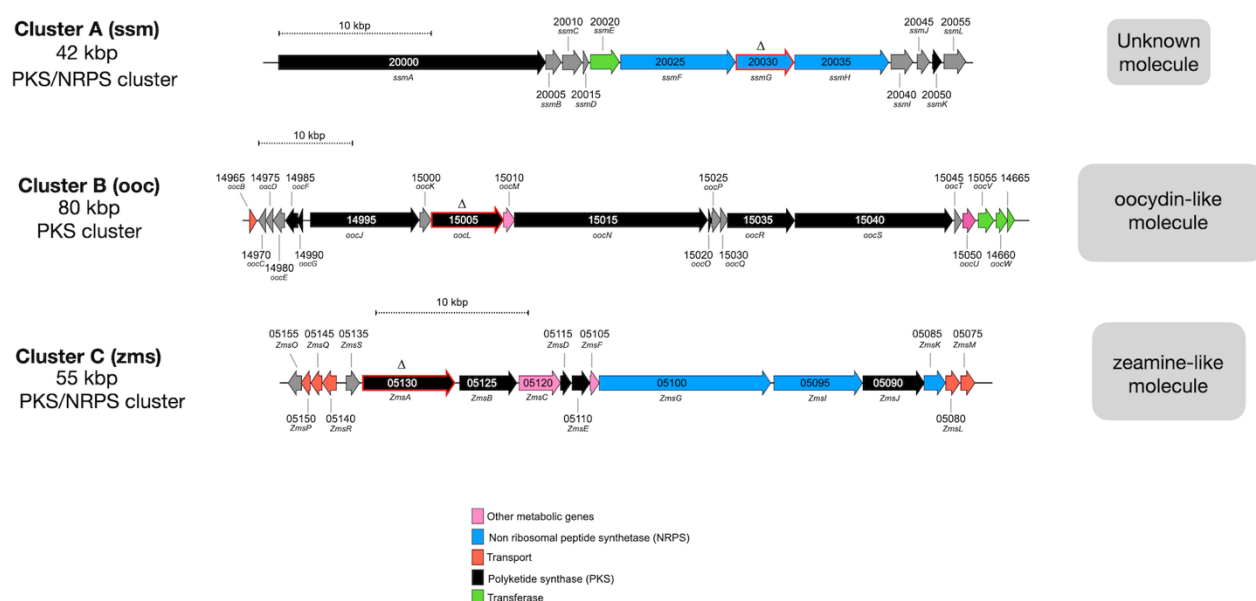 Cluster A (ssm)
42 kbp
PKS/NRPS cluster
10 kbp
20010
ssmC
20020
ssmE
20045
ssmJ
20055
ssmL
Δ
20000
20025
20030
20035
ssmA
ssmF
ssmG
ssmH
20005
ssmB
20015
ssmD
20040
ssmI
20050
ssmK
Unknown
molecule
10 kbp
Cluster B (ooc)
80 kbp
PKS cluster
14965
oocB
14975
oocD
14985
oocF
15000
oocK
15010
oocM
15025
oocP
15045
oocT
15055
oocV
14665
Δ
14995
15005
15015
15035
15040
oocJ
oocL
oocN
oocR
oocS
14970
oocC
14980
oocE
14990
oocG
15020
oocO
15030
oocQ
15050
oocU
14660
oocW
oocydin-like
molecule
10 kbp
Cluster C (zms)
55 kbp
PKS/NRPS cluster
05155
ZmsO
05145
ZmsQ
05135
ZmsS
05115
ZmsD
05105
ZmsF
05085
ZmsK
05075
ZmsM
Δ
05130
05125
05120
05100
05095
05090
ZmsA
ZmsB
ZmsC
ZmsG
ZmsI
ZmsJ
05150
ZmsP
05140
ZmsR
05110
ZmsE
05080
ZmsL
zeamine-like
molecule
Other metabolic genes
Non ribosomal peptide synthetase (NRPS)
Transport
Polyketide synthase (PKS)
Transferase